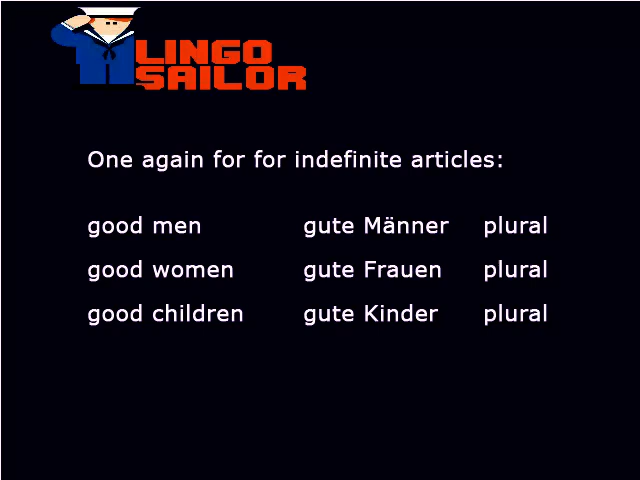 LINGO
SAILOR
One again for for indefinite articles:
good men gute Männer plural
good women gute Frauen plural
good children gute Kinder plural